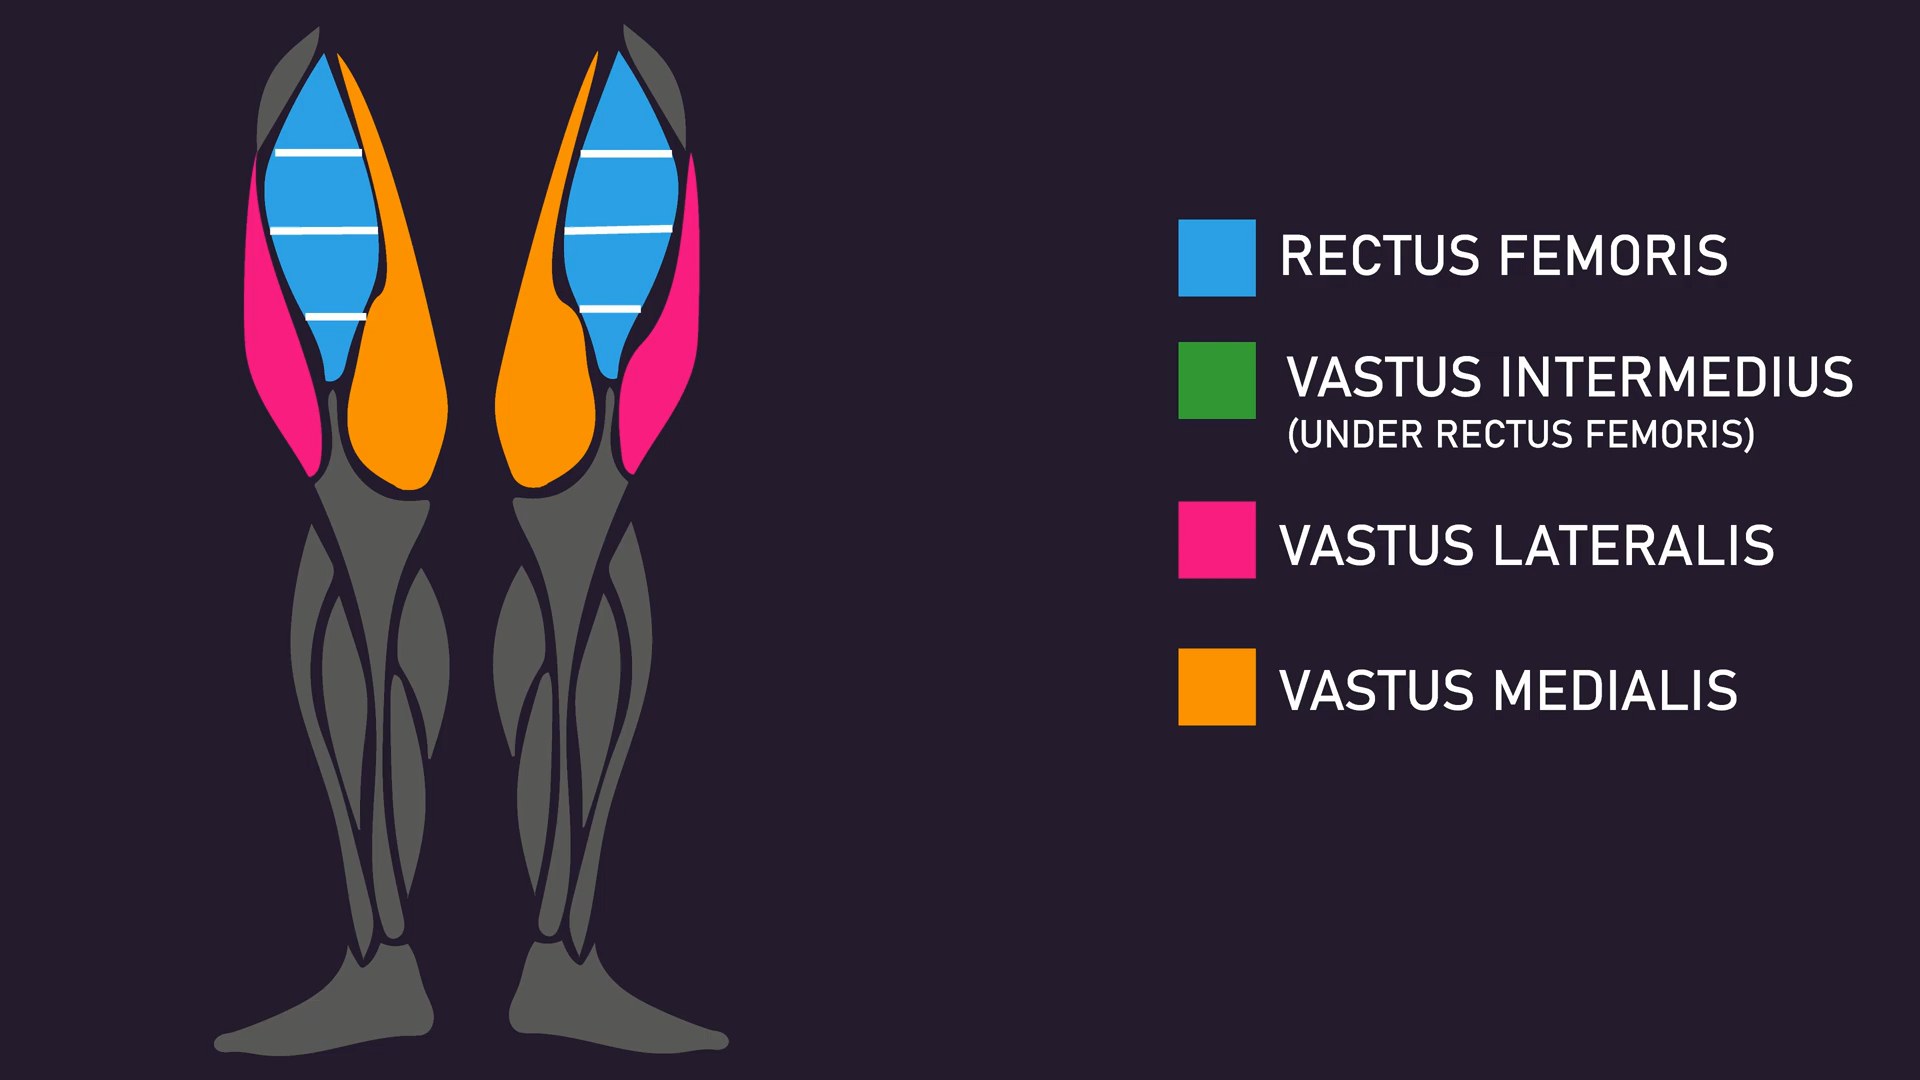 RECTUS FEMORIS
VASTUS INTERMEDIUS
(UNDER RECTUS FEMORIS)
VASTUS LATERALIS
VASTUS MEDIALIS